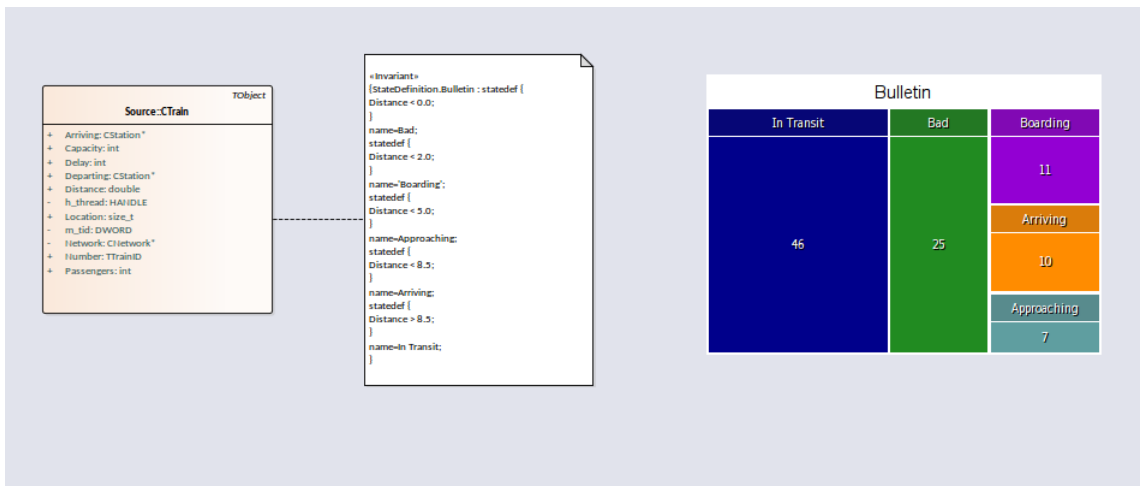 TObject
Source::CTrain
+ Arriving: CStation*
+ Capacity: int
+ Delay: int
+ Departing: CStation*
+ Distance: double
- h_thread: HANDLE
+ Location: size_t
- m_tid: DWORD
- Network: CNetwork*
+ Number: TTrainID
+ Passengers: int
«Invariant»
{StateDefinition.Bulletin : statedef {
Distance < 0.0;
}
name=Bad;
statedef {
Distance < 2.0;
}
name='Boarding';
statedef {
Distance < 5.0;
}
name=Approaching;
statedef {
Distance < 8.5;
}
name=Arriving;
statedef {
Distance > 8.5;
}
name=In Transit;
}
Bulletin
In Transit
46
Bad
25
Boarding
11
Arriving
10
Approaching
7